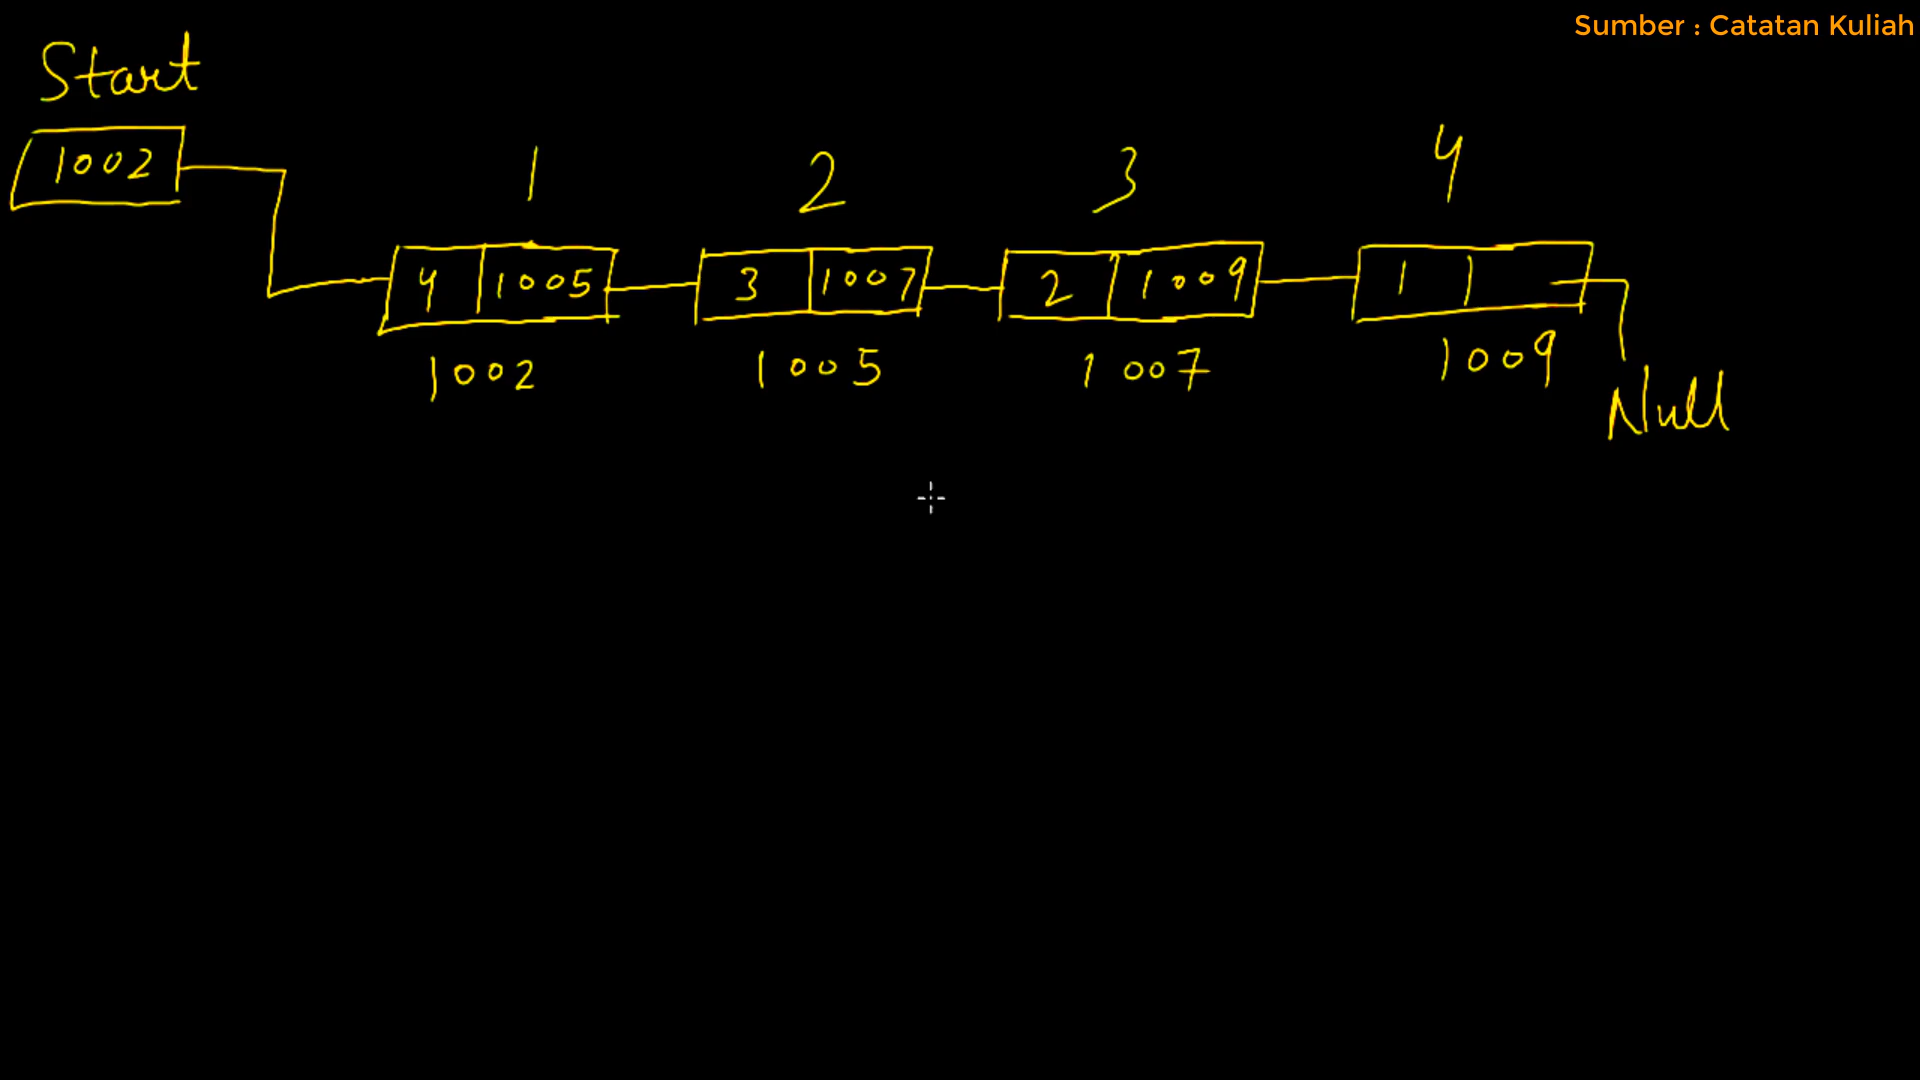 Sumber : Catatan Kuliah
Start
1002
1 2 3 4
4 1005 3 1007 2 1009 1
1002 1005 1007 1009
Null